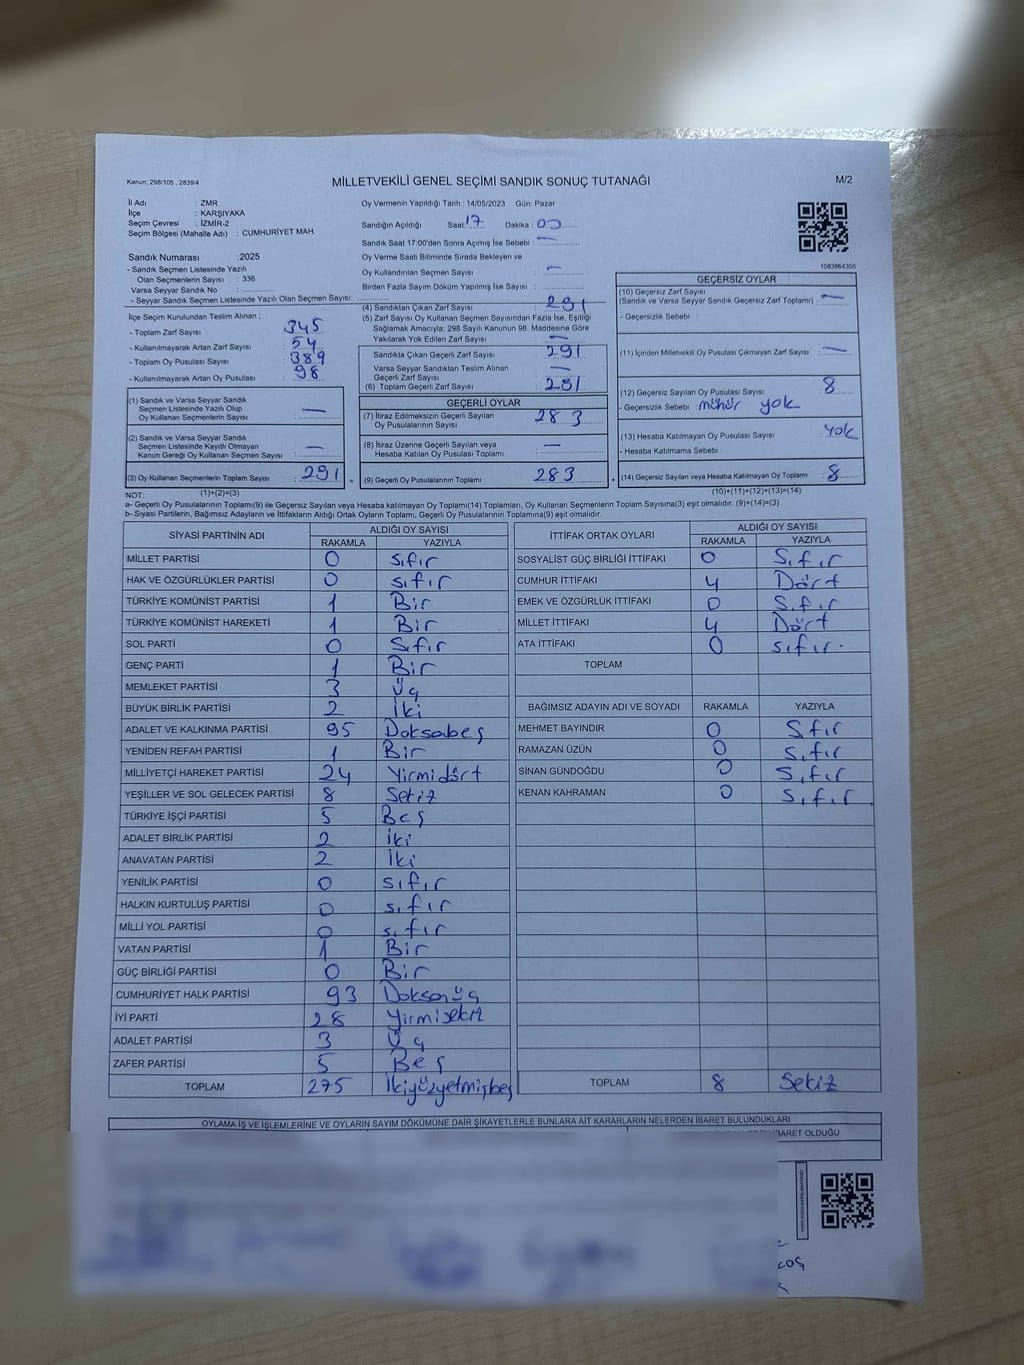 Kanun: 298/105 , 2839/4
MİLLETVEKİLİ GENEL SEÇİMİ SANDIK SONUÇ TUTANAĞI
M/2
İl Adı : ZMR
İlçe : KARŞIYAKA
Seçim Çevresi : İZMİR-2
Seçim Bölgesi (Mahalle Adı) : CUMHURİYET MAH.
Oy Vermenin Yapıldığı Tarih : 14/05/2023 Gün: Pazar
Sandığın Açıldığı Saat: 17 Dakika : 00
Sandık Saat 17:00'den Sonra Açımış İse Sebebi : —
Oy Verme Saati Bitiminde Sırada Bekleyen ve
Oy Kullandırılan Seçmen Sayısı : —
Birden Fazla Sayım Döküm Yapılmış İse Sayısı :
1083864305
Sandık Numarası : 2025
- Sandık Seçmen Listesinde Yazılı
Olan Seçmenlerin Sayısı : 336
Varsa Seyyar Sandık No :
- Seyyar Sandık Seçmen Listesinde Yazılı Olan Seçmen Sayısı:
İlçe Seçim Kurulundan Teslim Alınan ;
- Toplam Zarf Sayısı : 345
- Kullanılmayarak Artan Zarf Sayısı : 54
- Toplam Oy Pusulası Sayısı : 389
- Kullanılmayarak Artan Oy Pusulası : 98
(1) Sandık ve Varsa Seyyar Sandık
Seçmen Listesinde Yazılı Olup
Oy Kullanan Seçmenlerin Sayısı : —
(2) Sandık ve Varsa Seyyar Sandık
Seçmen Listesinde Kayıtlı Olmayan
Kanun Gereği Oy Kullanan Seçmen Sayısı : —
(3) Oy Kullanan Seçmenlerin Toplam Sayısı : 291
(1)+(2)=(3)
(4) Sandıktan Çıkan Zarf Sayısı : 291
(5) Zarf Sayısı Oy Kullanan Seçmen Sayısından Fazla İse, Eşitliği
Sağlamak Amacıyla; 298 Sayılı Kanunun 98. Maddesine Göre
Yakılarak Yok Edilen Zarf Sayısı : —
Sandıkta Çıkan Geçerli Zarf Sayısı : 291
Varsa Seyyar Sandıktan Teslim Alınan
Geçerli Zarf Sayısı : —
(6) Toplam Geçerli Zarf Sayısı : 291
GEÇERLİ OYLAR
(7) İtiraz Edilmeksizin Geçerli Sayılan
Oy Pusulalarının Sayısı : 283
(8) İtiraz Üzerine Geçerli Sayılan veya
Hesaba Katılan Oy Pusulası Toplamı : —
(9) Geçerli Oy Pusulalarının Toplamı : 283
GEÇERSİZ OYLAR
(10) Geçersiz Zarf Sayısı
(Sandık ve Varsa Seyyar Sandık Geçersiz Zarf Toplamı) : —
- Geçersizlik Sebebi :
(11) İçinden Milletvekili Oy Pusulası Çıkmayan Zarf Sayısı : —
(12) Geçersiz Sayılan Oy Pusulası Sayısı : 8
- Geçersizlik Sebebi : mühür yok
(13) Hesaba Katılmayan Oy Pusulası Sayısı : yok
- Hesaba Katılmama Sebebi :
(14) Geçersiz Sayılan veya Hesaba Katılmayan Oy Toplamı : 8
(10)+(11)+(12)+(13)=(14)
NOT:
a- Geçerli Oy Pusulalarının Toplamı(9) ile Geçersiz Sayılan veya Hesaba Katılmayan Oy Toplamı(14) Toplamları, Oy Kullanan Seçmenlerin Toplam Sayısına(3) eşit olmalıdır. (9)+(14)=(3)
b- Siyasi Partilerin, Bağımsız Adayların ve İttifakların Aldığı Ortak Oyların Toplamı, Geçerli Oy Pusulalarının Toplamına(9) eşit olmalıdır.
SİYASİ PARTİNİN ADI ALDIĞI OY SAYISI
RAKAMLA YAZIYLA
MİLLET PARTİSİ 0 sıfır
HAK VE ÖZGÜRLÜKLER PARTİSİ 0 sıfır
TÜRKİYE KOMÜNİST PARTİSİ 1 Bir
TÜRKİYE KOMÜNİST HAREKETİ 1 Bir
SOL PARTİ 0 Sıfır
GENÇ PARTİ 1 Bir
MEMLEKET PARTİSİ 3 Üç
BÜYÜK BİRLİK PARTİSİ 2 İki
ADALET VE KALKINMA PARTİSİ 95 Doksabeş
YENİDEN REFAH PARTİSİ 1 Bir
MİLLİYETÇİ HAREKET PARTİSİ 24 Yirmidört
YEŞİLLER VE SOL GELECEK PARTİSİ 8 Sekiz
TÜRKİYE İŞÇİ PARTİSİ 5 Beş
ADALET BİRLİK PARTİSİ 2 iki
ANAVATAN PARTİSİ 2 İki
YENİLİK PARTİSİ 0 sıfır
HALKIN KURTULUŞ PARTİSİ 0 sıfır
MİLLİ YOL PARTİSİ 0 sıfır
VATAN PARTİSİ 1 Bir
GÜÇ BİRLİĞİ PARTİSİ 0 Bir
CUMHURİYET HALK PARTİSİ 93 Doksanüç
İYİ PARTİ 28 Yirmisekiz
ADALET PARTİSİ 3 Üç
ZAFER PARTİSİ 5 Beş
TOPLAM 275 İkiyüzyetmişbeş
İTTİFAK ORTAK OYLARI ALDIĞI OY SAYISI
RAKAMLA YAZIYLA
SOSYALİST GÜÇ BİRLİĞİ İTTİFAKI 0 Sıfır
CUMHUR İTTİFAKI 4 Dört
EMEK VE ÖZGÜRLÜK İTTİFAKI 0 Sıfır
MİLLET İTTİFAKI 4 Dört
ATA İTTİFAKI 0 sıfır.
TOPLAM
BAĞIMSIZ ADAYIN ADI VE SOYADI RAKAMLA YAZIYLA
MEHMET BAYINDIR 0 Sıfır
RAMAZAN ÜZÜN 0 Sıfır
SİNAN GÜNDOĞDU 0 Sıfır
KENAN KAHRAMAN 0 Sıfır
TOPLAM 8 Sekiz
OYLAMA İŞ VE İŞLEMLERİNE VE OYLARIN SAYIM DÖKÜMÜNE DAİR ŞİKAYETLERLE BUNLARA AİT KARARLARIN NELERDEN İBARET BULUNDUKLARI
BARET OLDUĞU